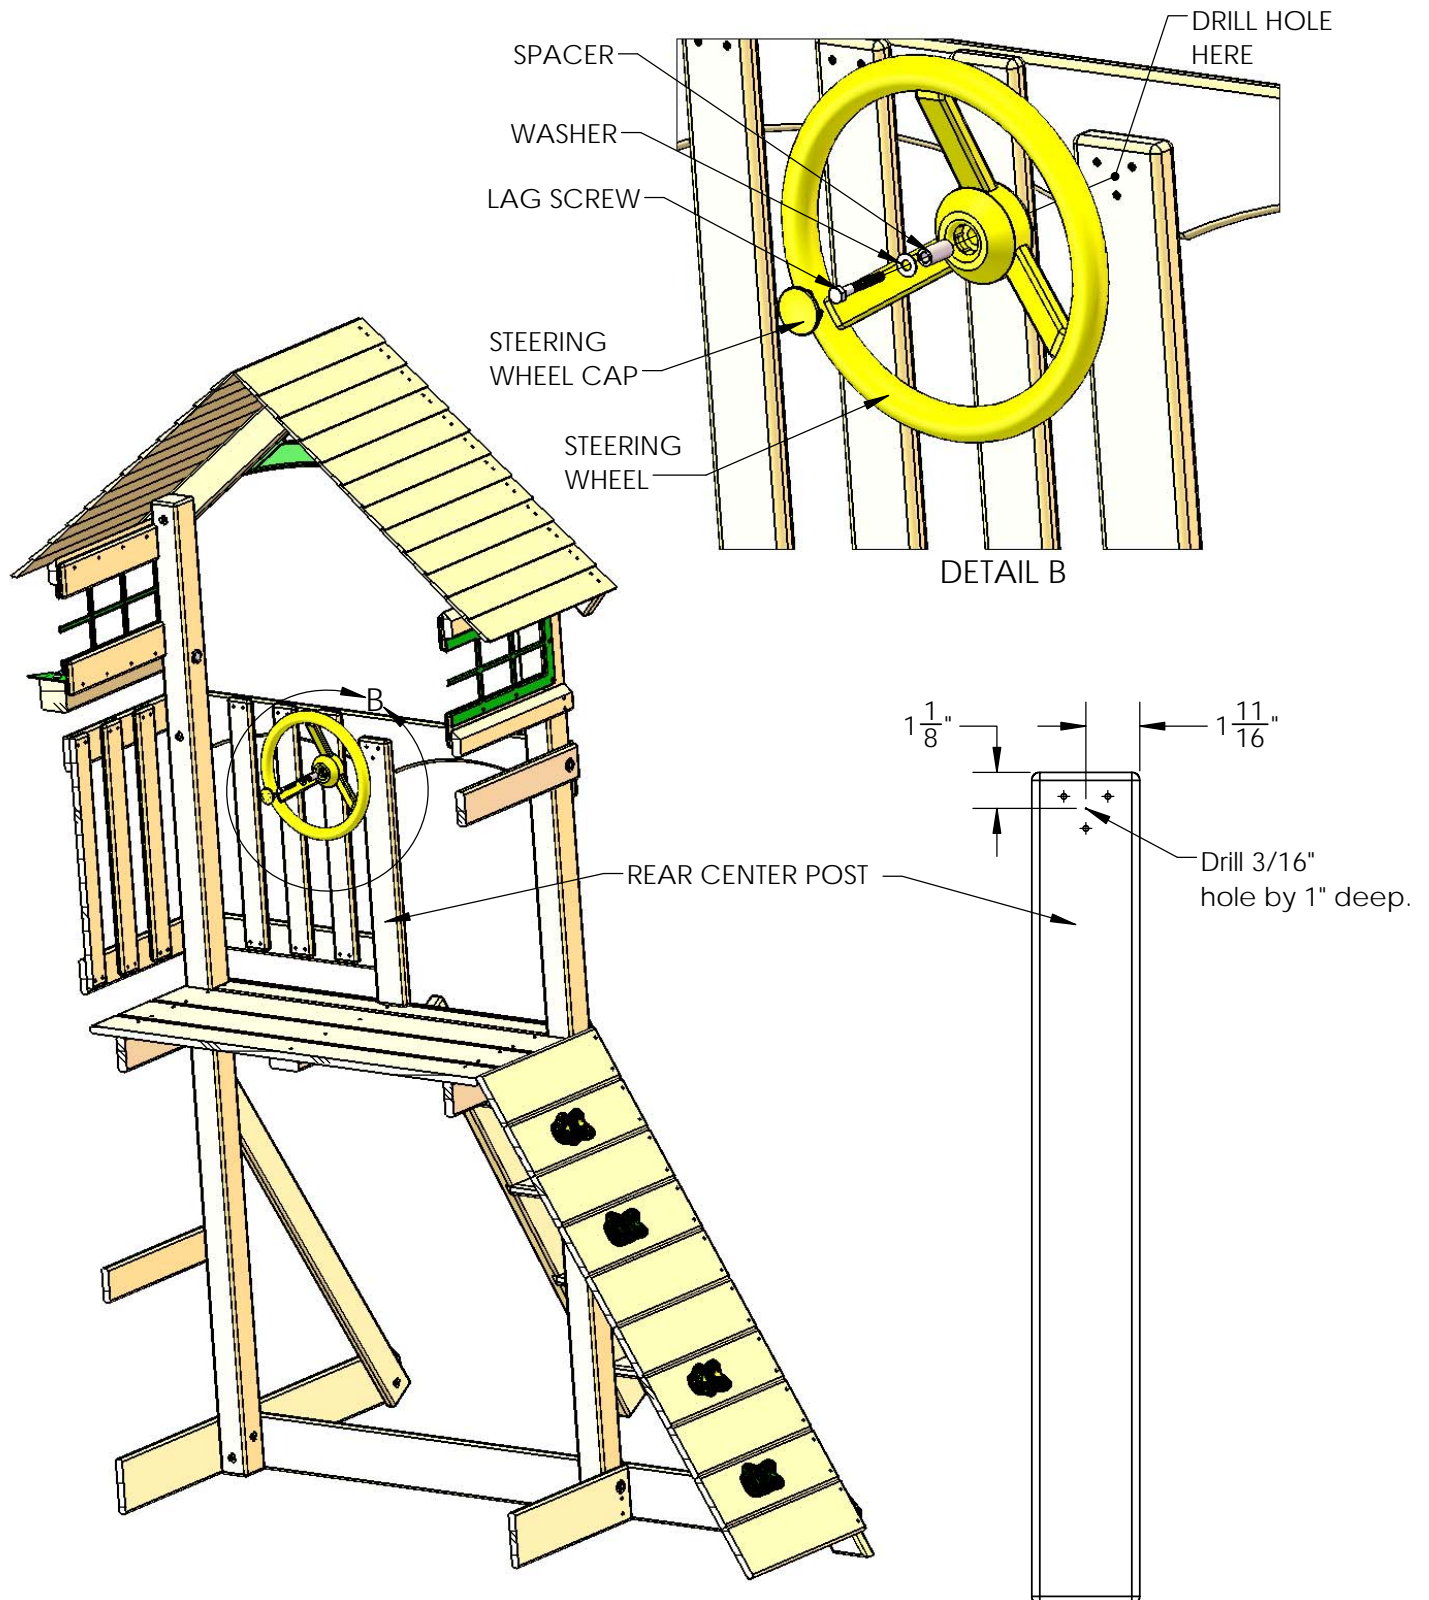 DRILL HOLE
HERE
SPACER
WASHER
LAG SCREW
STEERING
WHEEL CAP
STEERING
WHEEL
DETAIL B
B
1 1/8"
1 11/16"
REAR CENTER POST
Drill 3/16"
hole by 1" deep.